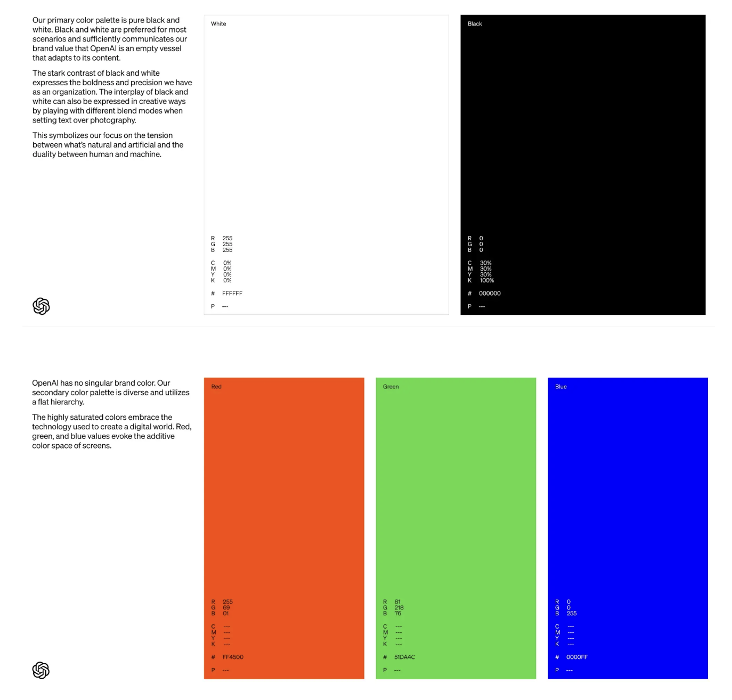 Our primary color palette is pure black and
white. Black and white are preferred for most
scenarios and sufficiently communicates our
brand value that OpenAI is an empty vessel
that adapts to its content.
The stark contrast of black and white
expresses the boldness and precision we have
as an organization. The interplay of black and
white can also be expressed in creative ways
by playing with different blend modes when
setting text over photography.
This symbolizes our focus on the tension
between what's natural and artificial and the
duality between human and machine.
White
R 255
G 255
B 255
C 0%
M 0%
Y 0%
K 0%
# FFFFFF
P ---
Black
R 0
G 0
B 0
C 30%
M 30%
Y 30%
K 100%
# 000000
P ---
OpenAI has no singular brand color. Our
secondary color palette is diverse and utilizes
a flat hierarchy.
The highly saturated colors embrace the
technology used to create a digital world. Red,
green, and blue values evoke the additive
color space of screens.
Red
R 255
G 69
B 01
C ---
M ---
Y ---
K ---
# FF4500
P ---
Green
R 81
G 218
B 76
C ---
M ---
Y ---
K ---
# 51DA4C
P ---
Blue
R 0
G 0
B 255
C ---
M ---
Y ---
K ---
# 0000FF
P ---